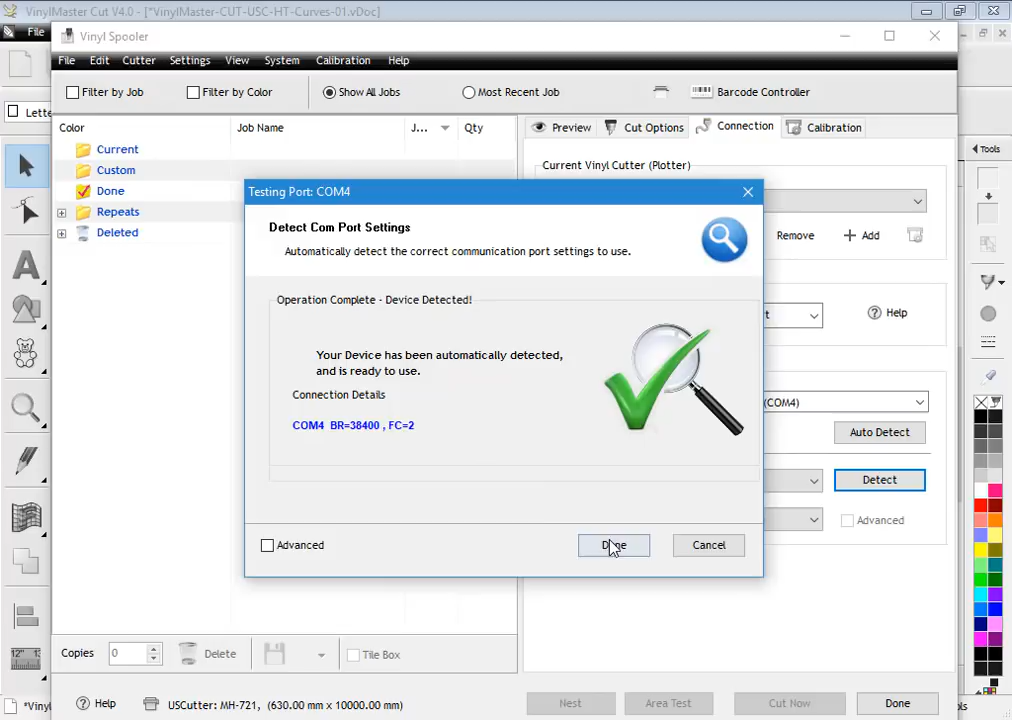 VinylMaster Cut V4.0 - [*VinylMaster-CUT-USC-HT-Curves-01.vDoc]
File
Vinyl Spooler
File Edit Cutter Settings View System Calibration Help
Filter by Job Filter by Color Show All Jobs Most Recent Job Barcode Controller
Lette
Color Job Name J... Qty
Preview Cut Options Connection Calibration
Tools
Current
Custom
Done
Repeats
Deleted
Current Vinyl Cutter (Plotter)
Remove Add
t Help
(COM4)
Auto Detect
Detect
Advanced
Testing Port: COM4
Detect Com Port Settings
Automatically detect the correct communication port settings to use.
Operation Complete - Device Detected!
Your Device has been automatically detected,
and is ready to use.
Connection Details
COM4 BR=38400 , FC=2
Advanced Done Cancel
Copies 0 Delete Tile Box
12"
*Vinyl
Help USCutter: MH-721, (630.00 mm x 10000.00 mm)
Nest Area Test Cut Now Done
ls